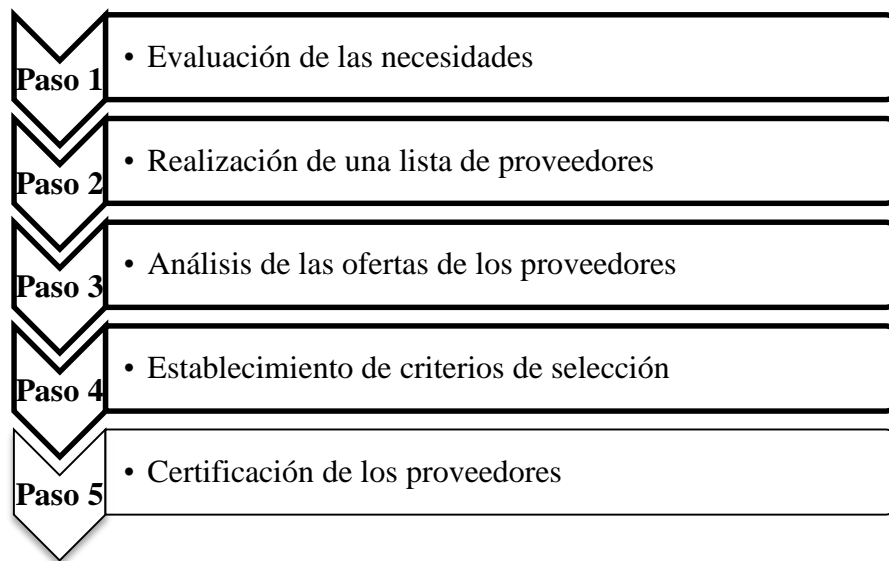 Paso 1
• Evaluación de las necesidades
Paso 2
• Realización de una lista de proveedores
Paso 3
• Análisis de las ofertas de los proveedores
Paso 4
• Establecimiento de criterios de selección
Paso 5
• Certificación de los proveedores